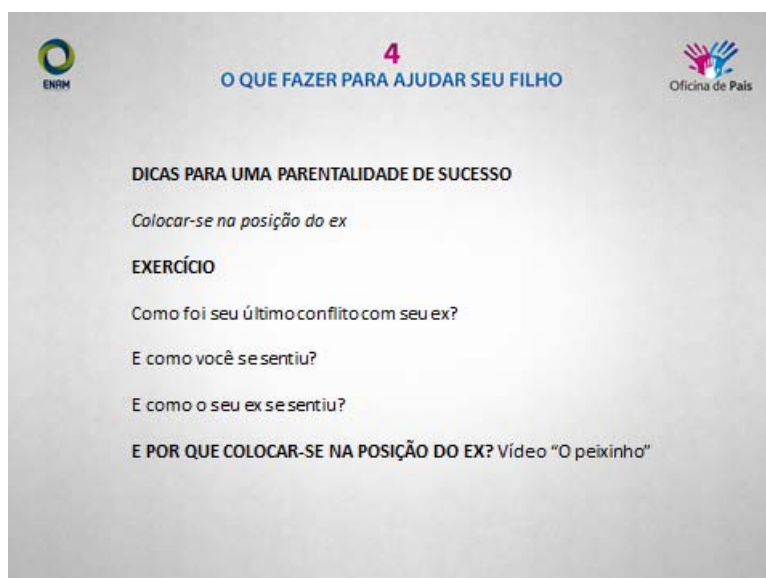 ENAM
4
O QUE FAZER PARA AJUDAR SEU FILHO
Oficina de Pais
DICAS PARA UMA PARENTALIDADE DE SUCESSO
Colocar-se na posição do ex
EXERCÍCIO
Como foi seu último conflito com seu ex?
E como você se sentiu?
E como o seu ex se sentiu?
E POR QUE COLOCAR-SE NA POSIÇÃO DO EX? Vídeo “O peixinho”